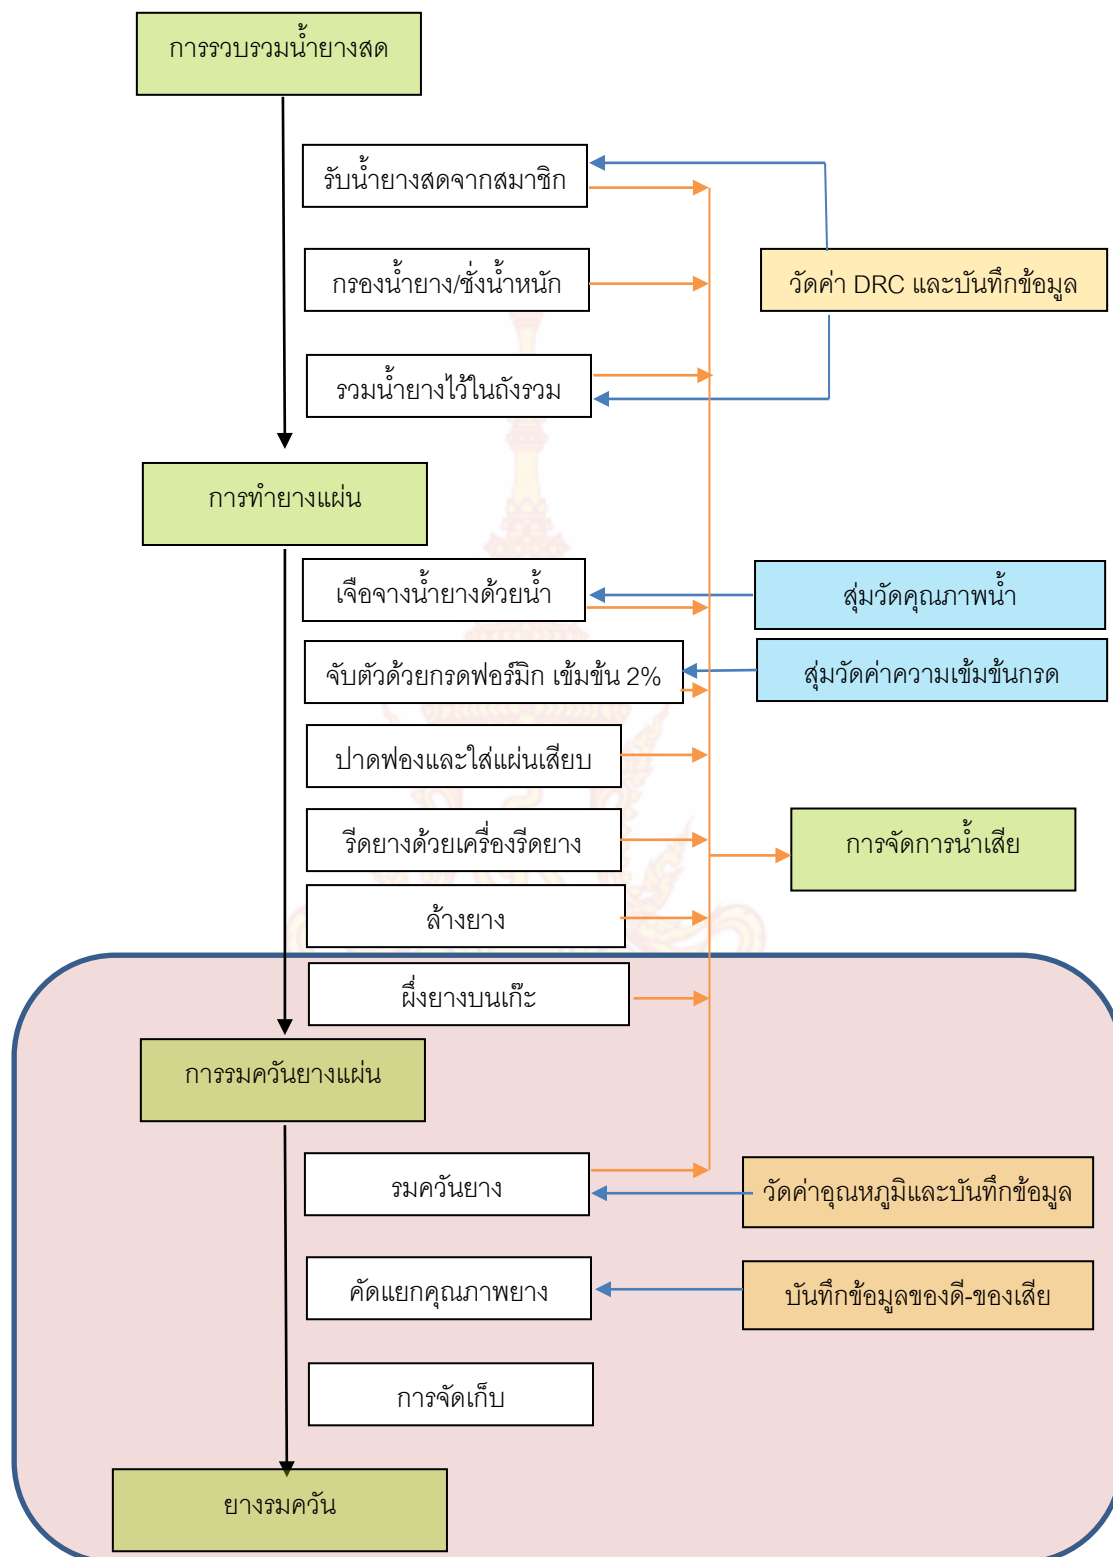 การรวบรวมน้ำยางสด
รับน้ำยางสดจากสมาชิก
กรองน้ำยาง/ชั่งน้ำหนัก
วัดค่า DRC และบันทึกข้อมูล
รวมน้ำยางไว้ในถังรวม
การทำยางแผ่น
เจือจางน้ำยางด้วยน้ำ
สุ่มวัดคุณภาพน้ำ
จับตัวด้วยกรดฟอร์มิก เข้มข้น 2%
สุ่มวัดค่าความเข้มข้นกรด
ปาดฟองและใส่แผ่นเสียบ
รีดยางด้วยเครื่องรีดยาง
การจัดการน้ำเสีย
ล้างยาง
ผึ่งยางบนเก๊ะ
การรมควันยางแผ่น
รมควันยาง
วัดค่าอุณหภูมิและบันทึกข้อมูล
คัดแยกคุณภาพยาง
บันทึกข้อมูลของดี-ของเสีย
การจัดเก็บ
ยางรมควัน